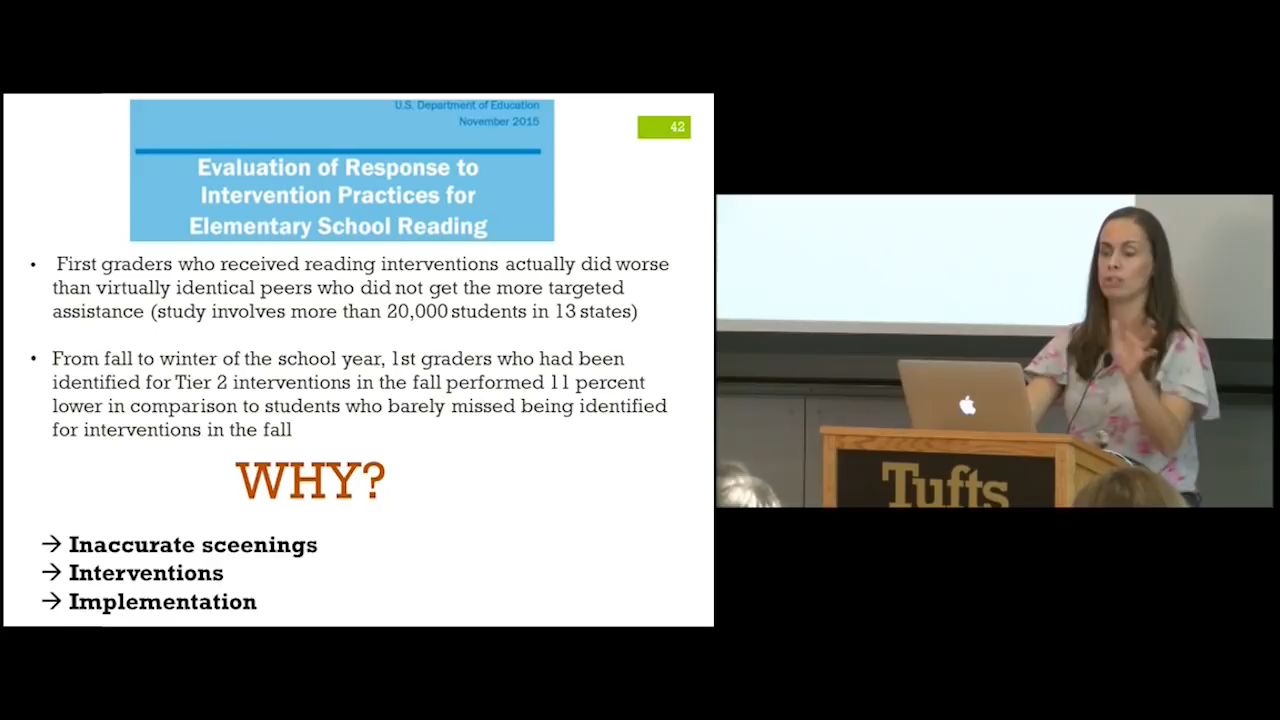 U.S. Department of Education
November 2015
42
Evaluation of Response to
Intervention Practices for
Elementary School Reading
• First graders who received reading interventions actually did worse
than virtually identical peers who did not get the more targeted
assistance (study involves more than 20,000 students in 13 states)
• From fall to winter of the school year, 1st graders who had been
identified for Tier 2 interventions in the fall performed 11 percent
lower in comparison to students who barely missed being identified
for interventions in the fall
WHY?
→ Inaccurate sceenings
→ Interventions
→ Implementation
Tufts